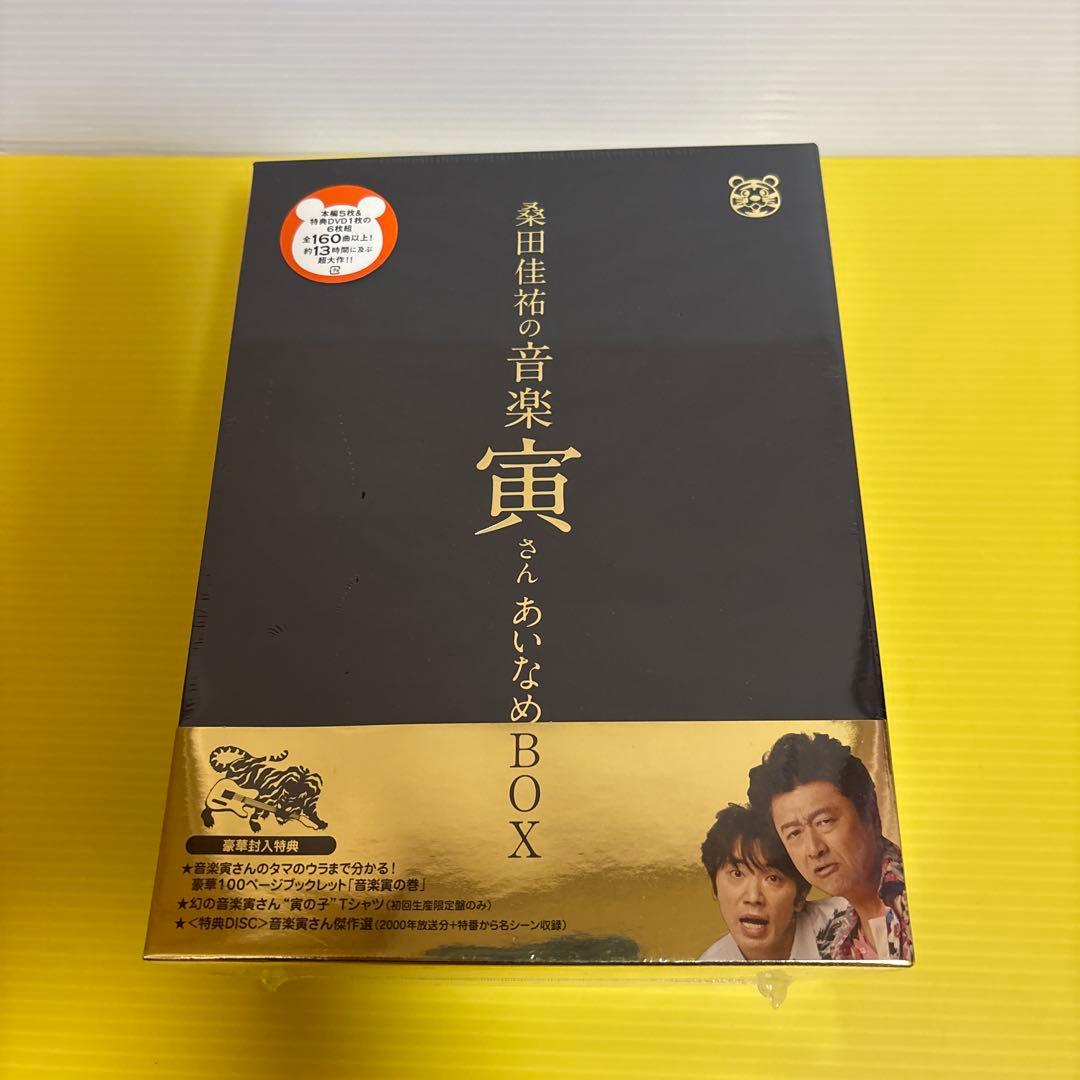 本編5枚&
特典DVD1枚の
6枚組
全160曲以上!
約13時間に及ぶ
超大作!!
桑田佳祐の音楽寅さん あいなめBOX
豪華封入特典
★音楽寅さんのタマのウラまで分かる!
豪華100ページブックレット「音楽寅の巻」
★幻の音楽寅さん“寅の子”Tシャツ(初回生産限定盤のみ)
★<特典DISC>音楽寅さん傑作選(2000年放送分+特番から名シーン収録)